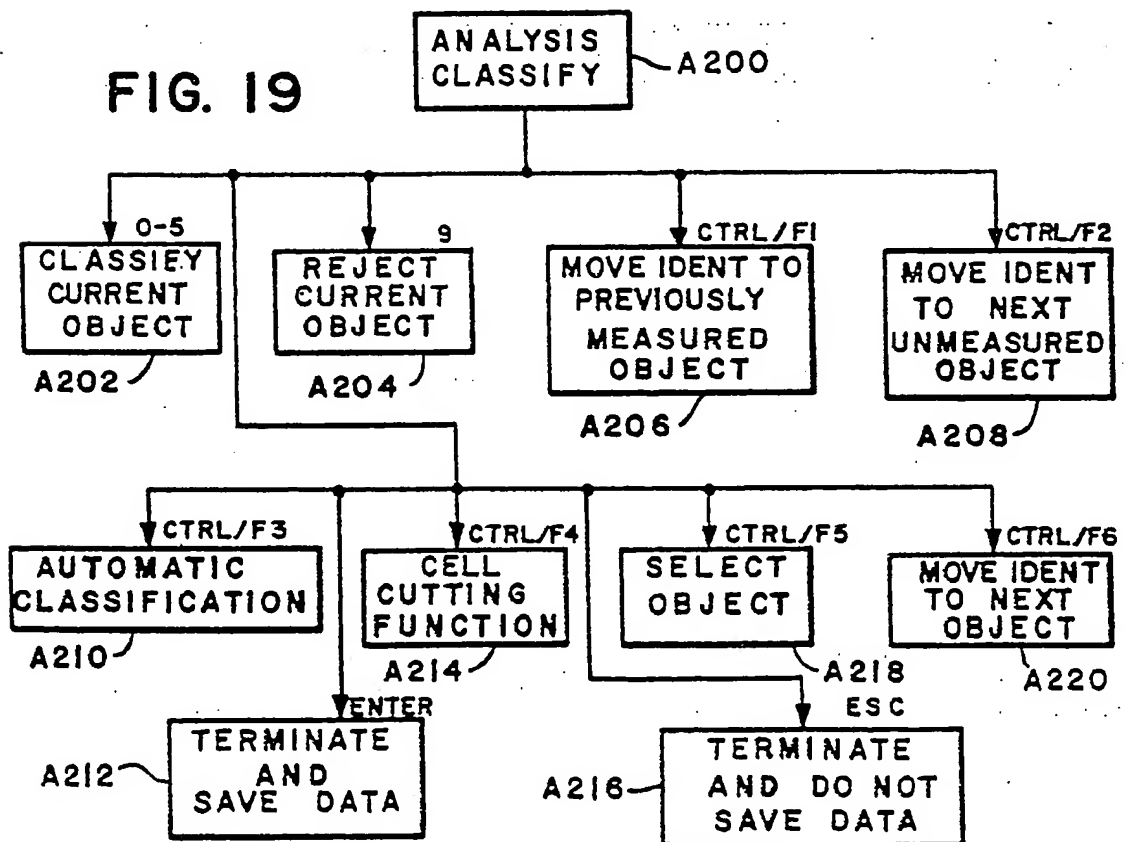 ANALYSIS
CLASSIFY
A200
FIG. 19
0-5
CLASSIFY
CURRENT
OBJECT
A202
9
REJECT
CURRENT
OBJECT
A204
CTRL/F1
MOVE IDENT TO
PREVIOUSLY
MEASURED
OBJECT
A206
CTRL/F2
MOVE IDENT
TO NEXT
UNMEASURED
OBJECT
A208
CTRL/F3
AUTOMATIC
CLASSIFICATION
A210
CTRL/F4
CELL
CUTTING
FUNCTION
A214
CTRL/F5
SELECT
OBJECT
A218
CTRL/F6
MOVE IDENT
TO NEXT
OBJECT
A220
ENTER
TERMINATE
AND
SAVE DATA
A212
ESC
TERMINATE
AND DO NOT
SAVE DATA
A216